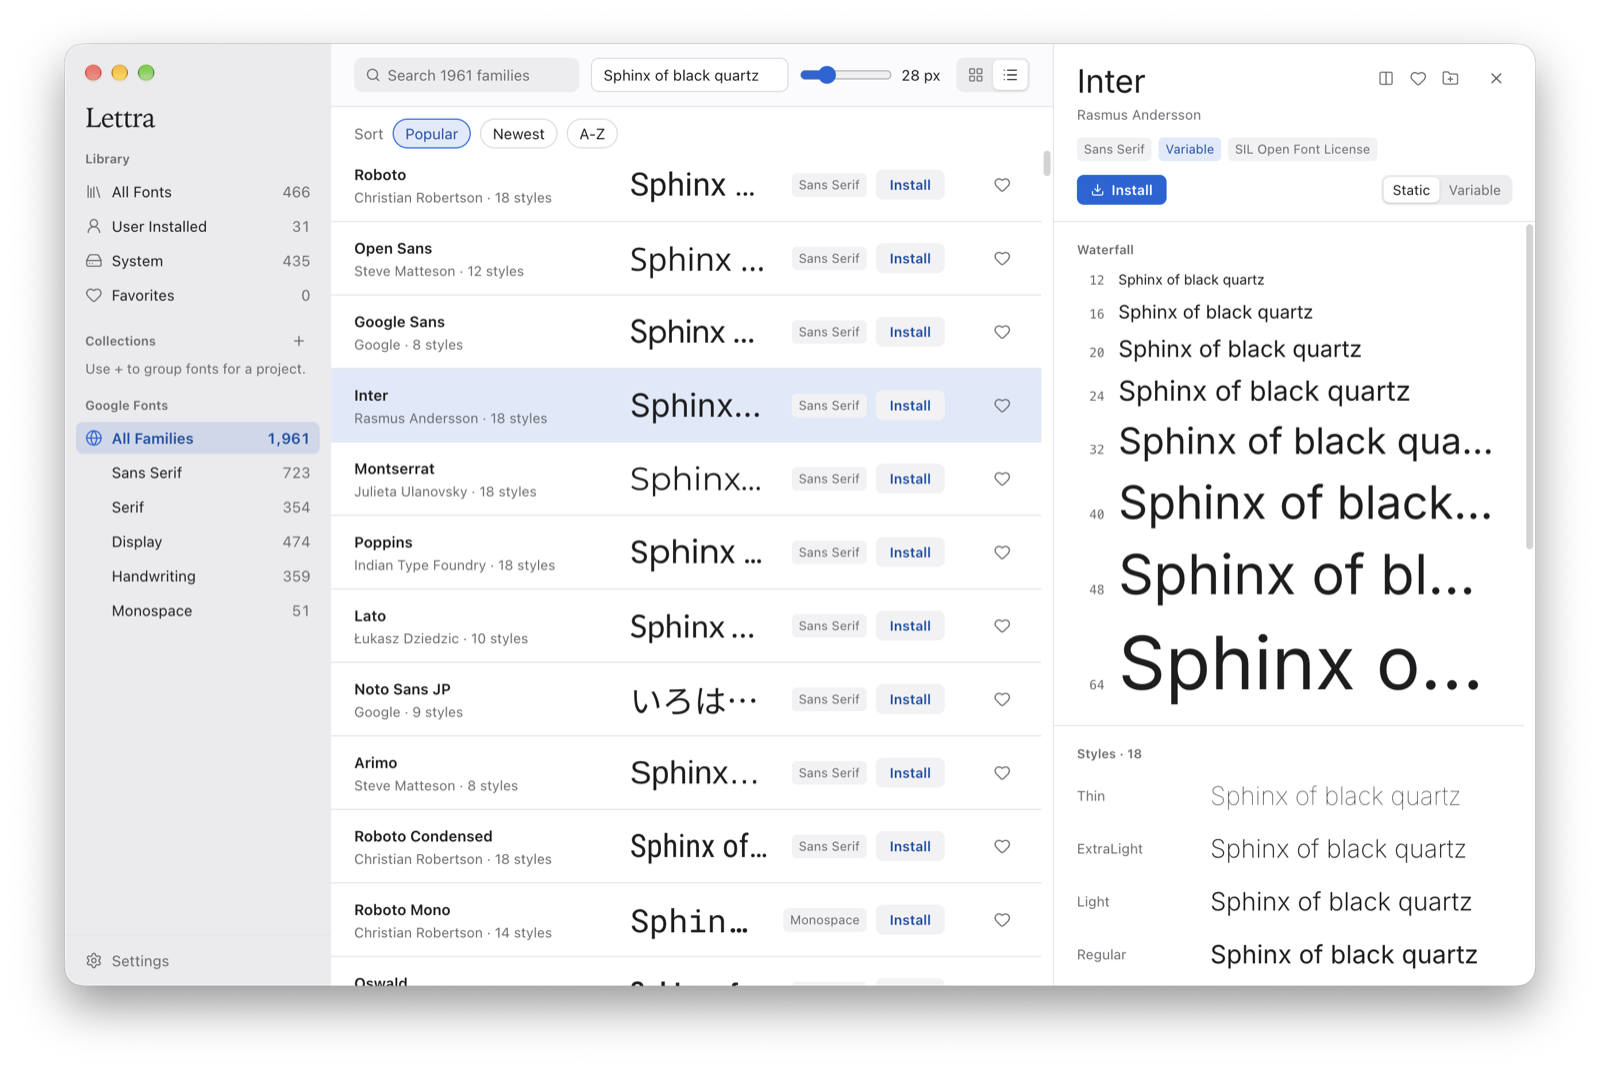 Lettra
Library
All Fonts 466
User Installed 31
System 435
Favorites 0
Collections +
Use + to group fonts for a project.
Google Fonts
All Families 1,961
Sans Serif 723
Serif 354
Display 474
Handwriting 359
Monospace 51
Settings
Search 1961 families
Sphinx of black quartz
28 px
Sort Popular Newest A-Z
Roboto
Christian Robertson · 18 styles
Sphinx ...
Sans Serif
Install
Open Sans
Steve Matteson · 12 styles
Sphinx ...
Sans Serif
Install
Google Sans
Google · 8 styles
Sphinx ...
Sans Serif
Install
Inter
Rasmus Andersson · 18 styles
Sphinx...
Sans Serif
Install
Montserrat
Julieta Ulanovsky · 18 styles
Sphinx...
Sans Serif
Install
Poppins
Indian Type Foundry · 18 styles
Sphinx ...
Sans Serif
Install
Lato
Łukasz Dziedzic · 10 styles
Sphinx ...
Sans Serif
Install
Noto Sans JP
Google · 9 styles
いろは…
Sans Serif
Install
Arimo
Steve Matteson · 8 styles
Sphinx...
Sans Serif
Install
Roboto Condensed
Christian Robertson · 18 styles
Sphinx of...
Sans Serif
Install
Roboto Mono
Christian Robertson · 14 styles
Sphin...
Monospace
Install
Oswald
Inter
Rasmus Andersson
Sans Serif Variable SIL Open Font License
Install
Static Variable
Waterfall
12 Sphinx of black quartz
16 Sphinx of black quartz
20 Sphinx of black quartz
24 Sphinx of black quartz
32 Sphinx of black qua...
40 Sphinx of black...
48 Sphinx of bl...
64 Sphinx o...
Styles · 18
Thin Sphinx of black quartz
ExtraLight Sphinx of black quartz
Light Sphinx of black quartz
Regular Sphinx of black quartz